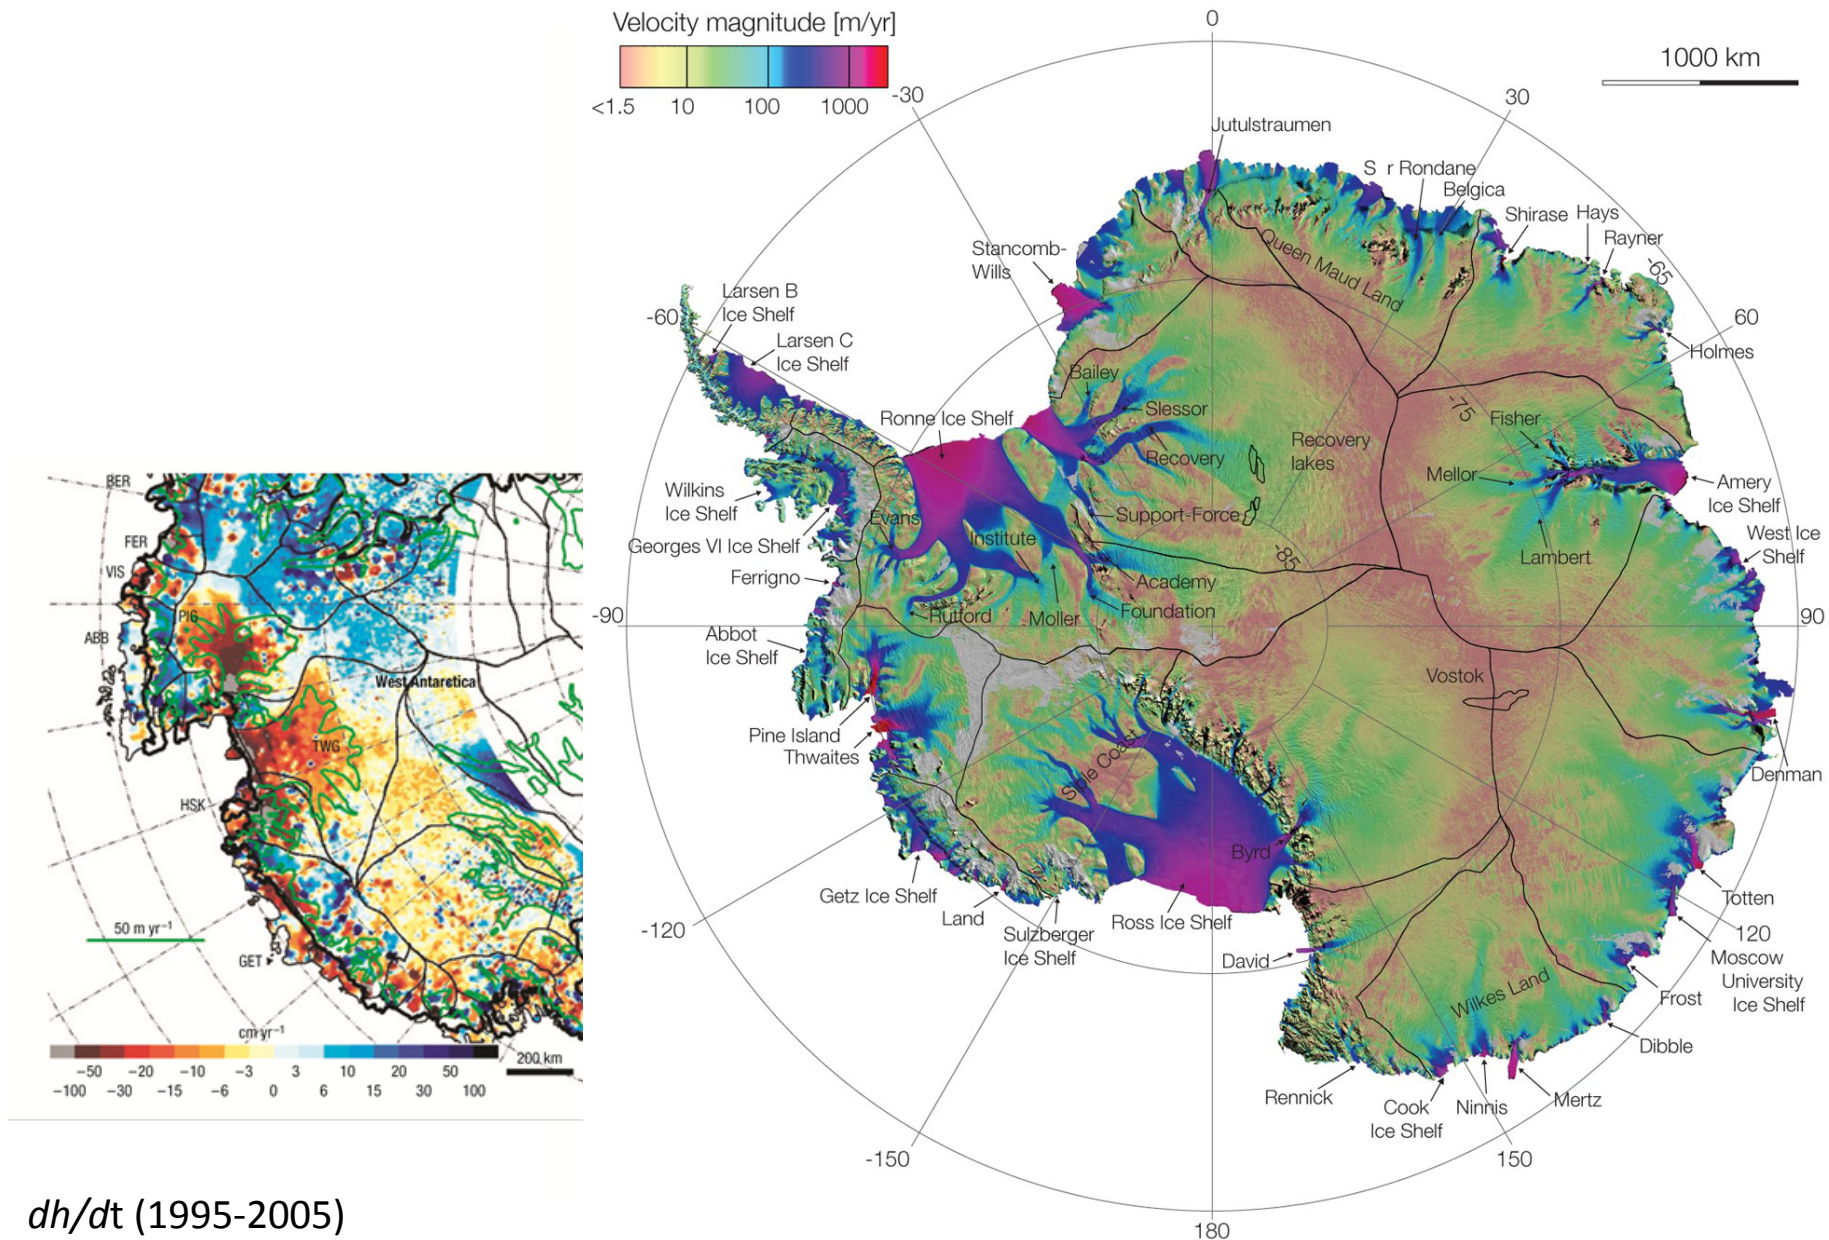 Velocity magnitude [m/yr]
<1.5 10 100 1000
0
30
60
90
120
150
180
-150
-120
-90
-60
-30
-65
-75
-85
1000 km
Jutulstraumen
S r Rondane
Belgica
Shirase
Hays
Rayner
Queen Maud Land
Stancomb-
Wills
Larsen B
Ice Shelf
Larsen C
Ice Shelf
Holmes
Bailey
Slessor
Recovery
Recovery
lakes
Fisher
Mellor
Lambert
Amery
Ice Shelf
West Ice
Shelf
Ronne Ice Shelf
Wilkins
Ice Shelf
Georges VI Ice Shelf
Evans
Support-Force
Institute
Academy
Foundation
Moller
Rutford
Ferrigno
Abbot
Ice Shelf
Vostok
Pine Island
Thwaites
Siple Coast
Denman
Byrd
Getz Ice Shelf
Land
Sulzberger
Ice Shelf
Ross Ice Shelf
David
Totten
Moscow
University
Ice Shelf
Frost
Wilkes Land
Dibble
Rennick
Cook
Ice Shelf
Ninnis
Mertz
BER
FER
VIS
PIG
ABB
West Antarctica
TWG
HSK
50 m yr⁻¹
GET
cm yr⁻¹
200 km
−50 −20 −10 −3 3 10 20 50
−100 −30 −15 −6 0 6 15 30 100
dh/dt (1995-2005)